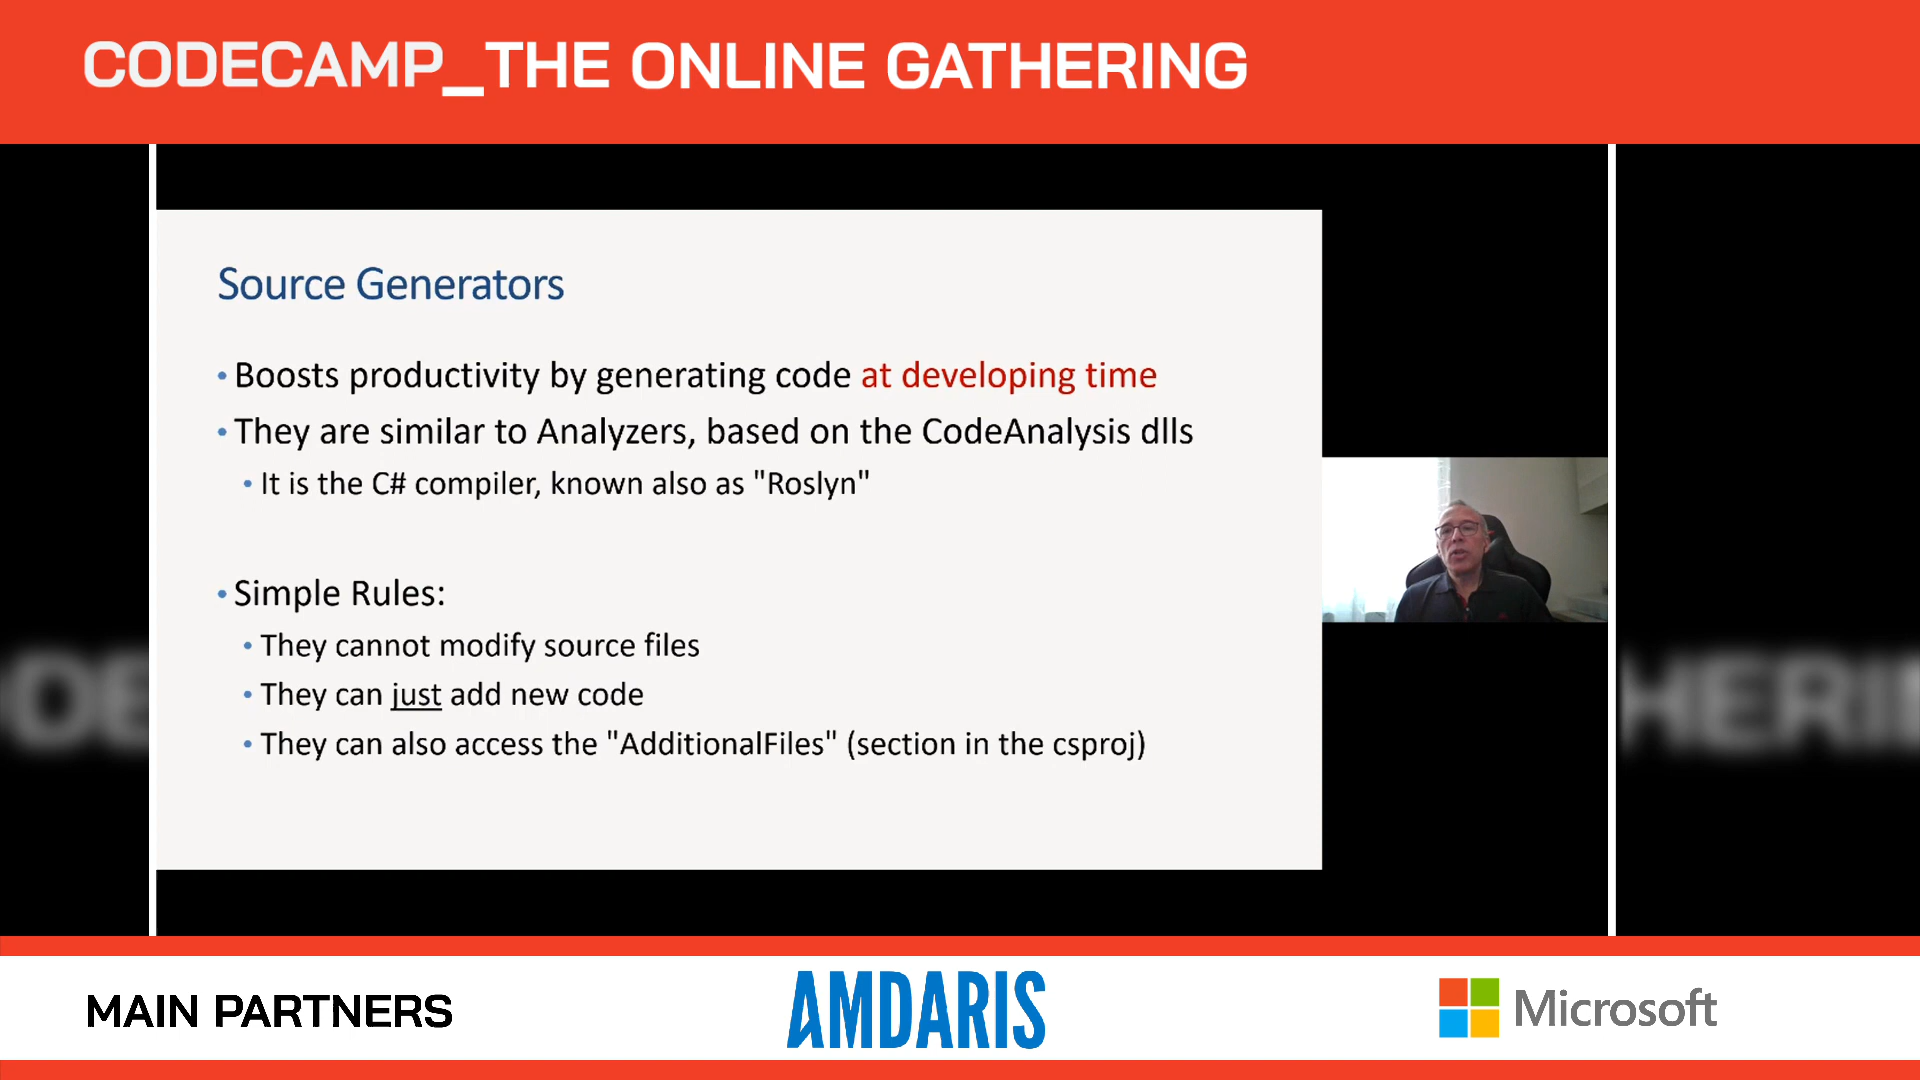 CODECAMP_THE ONLINE GATHERING
Source Generators
• Boosts productivity by generating code at developing time
• They are similar to Analyzers, based on the CodeAnalysis dlls
• It is the C# compiler, known also as "Roslyn"
• Simple Rules:
• They cannot modify source files
• They can just add new code
• They can also access the "AdditionalFiles" (section in the csproj)
MAIN PARTNERS
AMDARIS
Microsoft